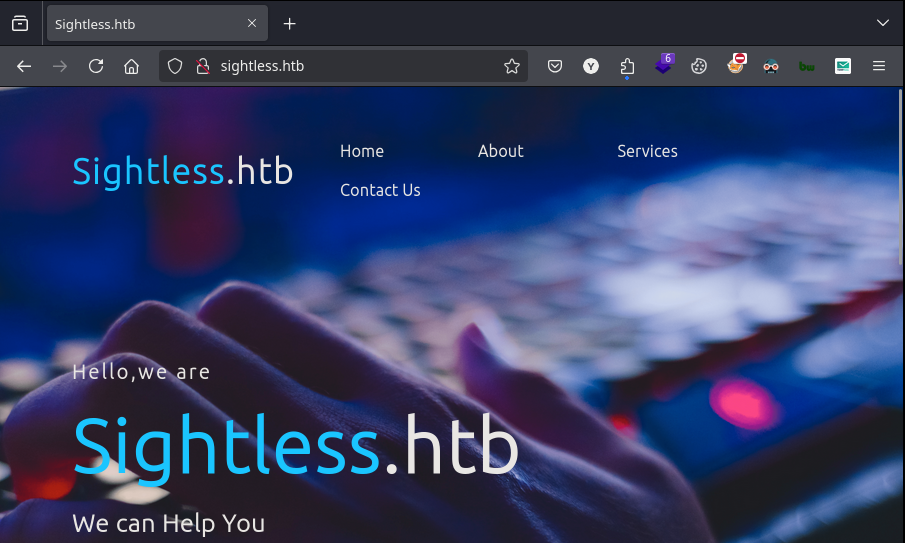 Sightless.htb
sightless.htb
Y
6
Sightless.htb
Home About Services
Contact Us
Hello,we are
Sightless.htb
We can Help You